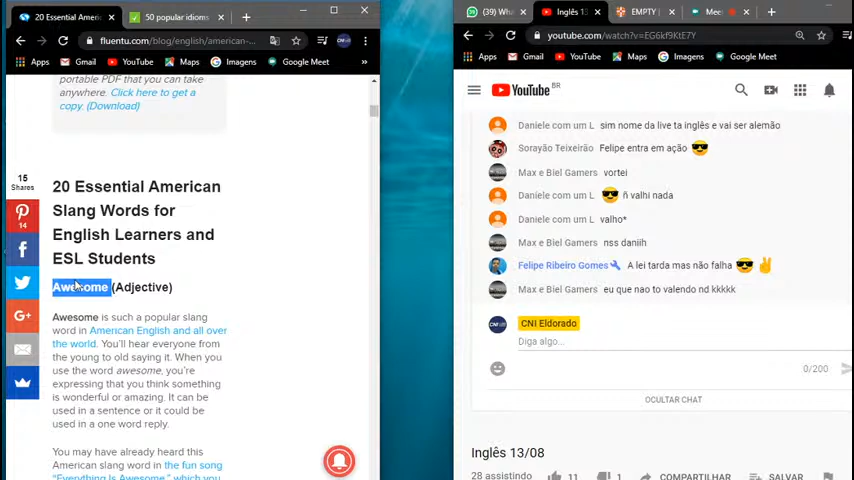 20 Essential Americ
50 popular idioms
fluentu.com/blog/english/american-...
Apps
Gmail
YouTube
Maps
Imagens
Google Meet
»
portable PDF that you can take
anywhere. Click here to get a
copy. (Download)
15
Shares
14
20 Essential American
Slang Words for
English Learners and
ESL Students
Awesome (Adjective)
Awesome is such a popular slang
word in American English and all over
the world. You'll hear everyone from
the young to old saying it. When you
use the word awesome, you're
expressing that you think something
is wonderful or amazing. It can be
used in a sentence or it could be
used in a one word reply.
You may have already heard this
American slang word in the fun song
"Everything Is Awesome," which you
(39) Wha
Inglês 13/
EMPTY |
Meet
youtube.com/watch?v=EG6kf9KtE7Y
Apps
Gmail
YouTube
Maps
Imagens
Google Meet
YouTube BR
Daniele com um L sim nome da live ta inglês e vai ser alemão
Sorayão Teixeirão Felipe entra em ação 😎
Max e Biel Gamers vortei
Daniele com um L 😎 ñ valhi nada
Daniele com um L valho*
Max e Biel Gamers nss daniih
Felipe Ribeiro Gomes A lei tarda mas não falha 😎✌
Max e Biel Gamers eu que nao to valendo nd kkkkk
CNI Eldorado
Diga algo...
0/200
OCULTAR CHAT
Inglês 13/08
28 assistindo
11
1
COMPARTILHAR
SALVAR